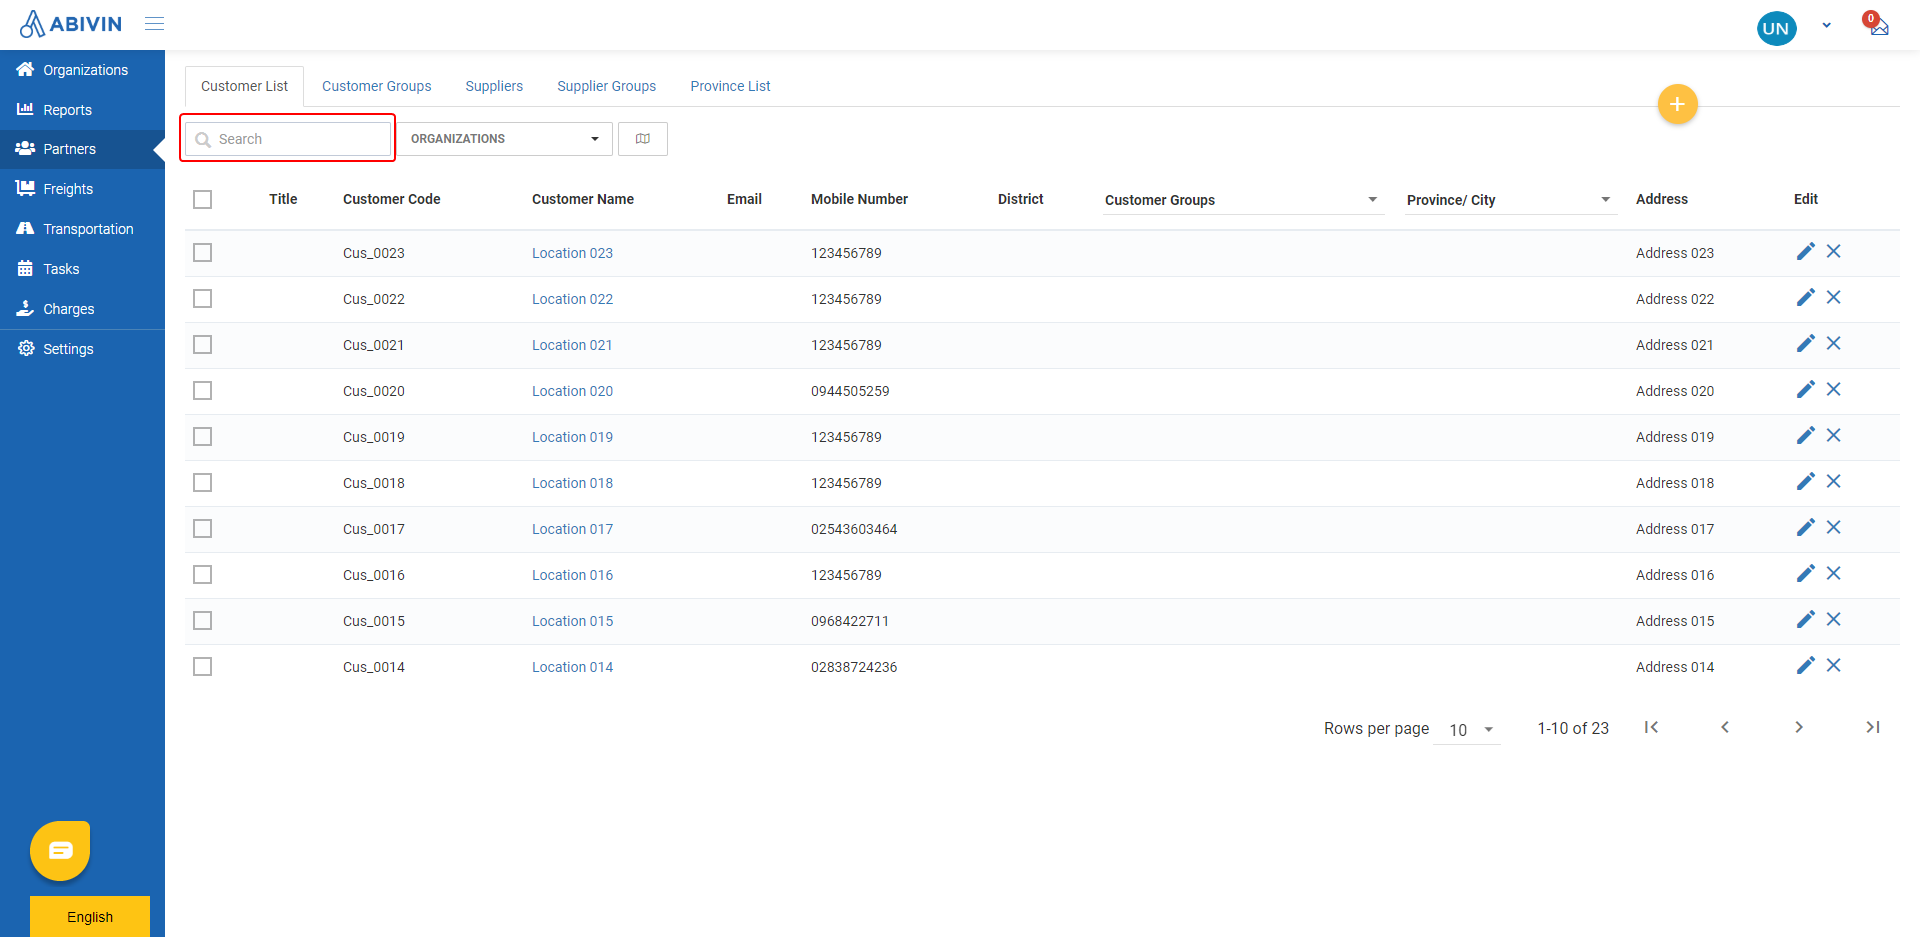 ABIVIN
UN
0
Organizations
Reports
Partners
Freights
Transportation
Tasks
Charges
Settings
English
Customer List Customer Groups Suppliers Supplier Groups Province List
+
Search ORGANIZATIONS
Title Customer Code Customer Name Email Mobile Number District Customer Groups Province/ City Address Edit
Cus_0023 Location 023 123456789 Address 023
Cus_0022 Location 022 123456789 Address 022
Cus_0021 Location 021 123456789 Address 021
Cus_0020 Location 020 0944505259 Address 020
Cus_0019 Location 019 123456789 Address 019
Cus_0018 Location 018 123456789 Address 018
Cus_0017 Location 017 02543603464 Address 017
Cus_0016 Location 016 123456789 Address 016
Cus_0015 Location 015 0968422711 Address 015
Cus_0014 Location 014 02838724236 Address 014
Rows per page 10 1-10 of 23